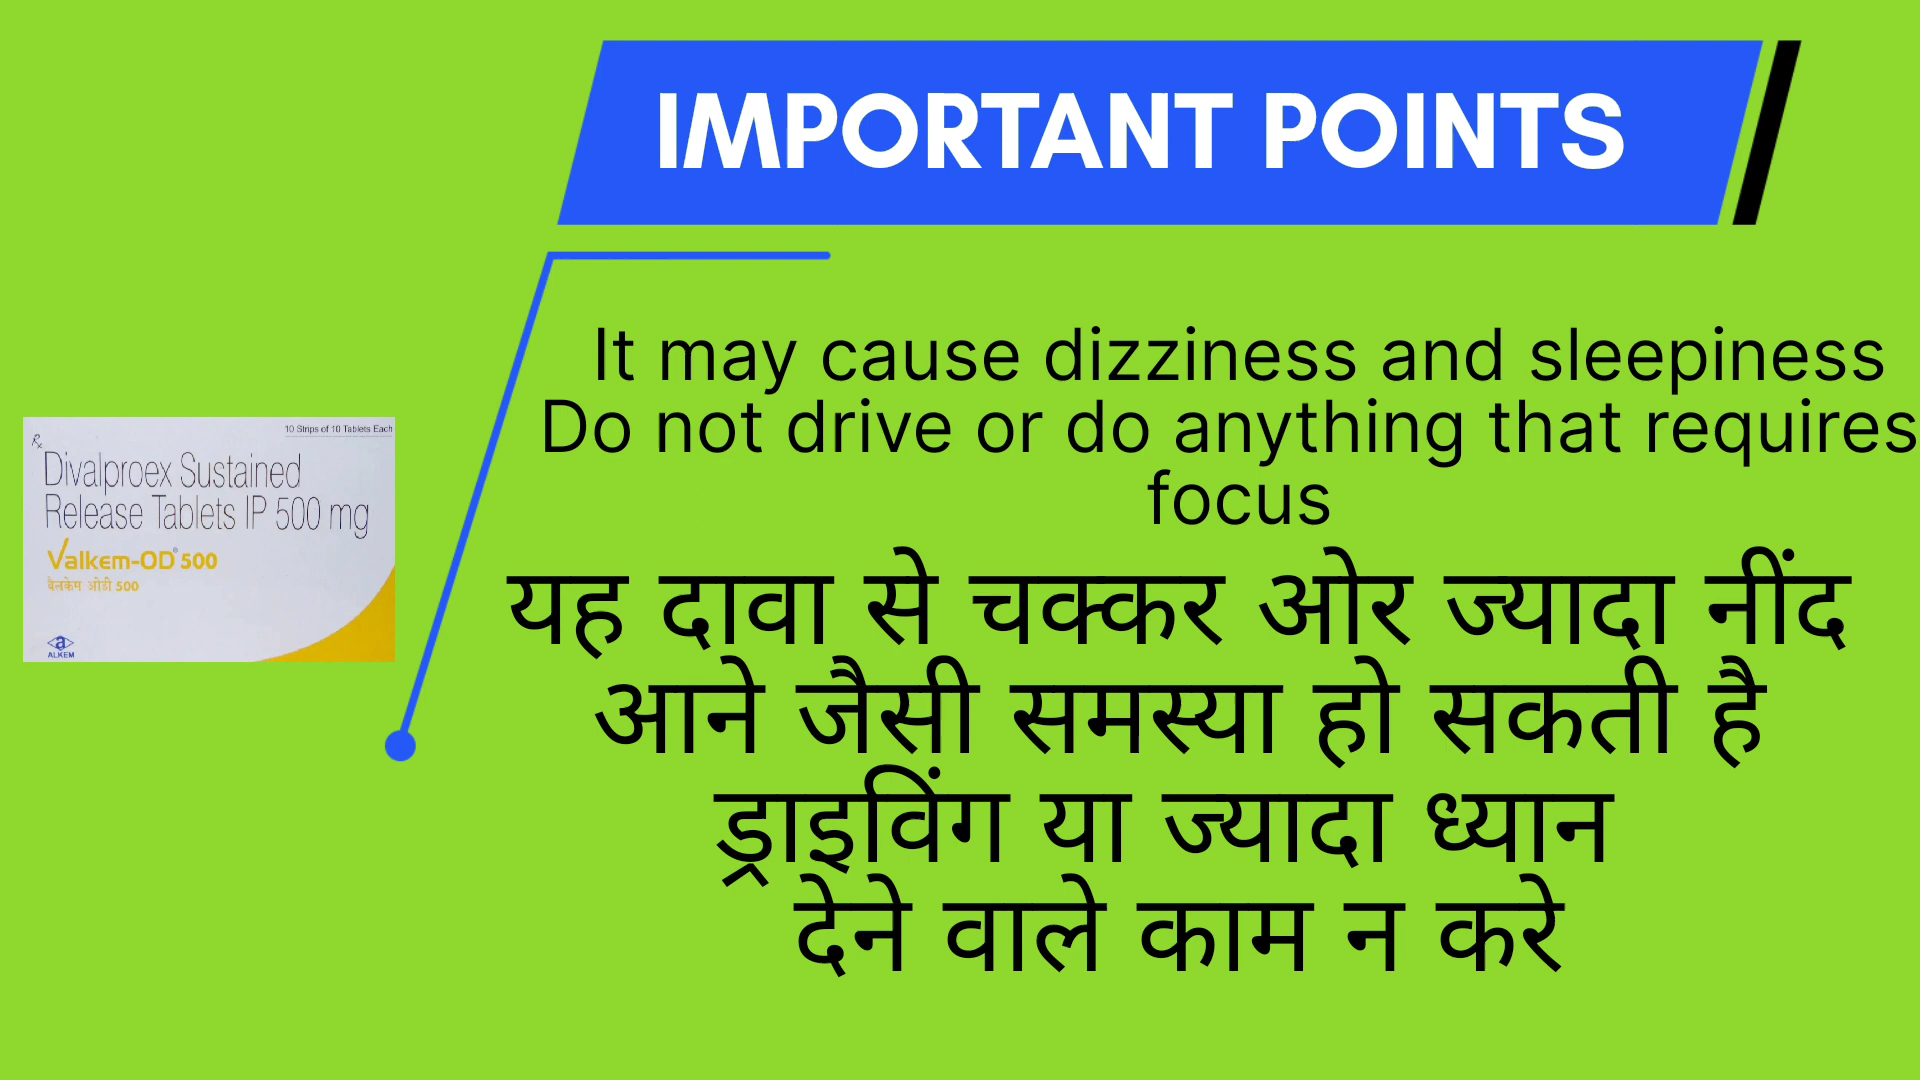 IMPORTANT POINTS
It may cause dizziness and sleepiness
Do not drive or do anything that requires
focus
यह दावा से चक्कर ओर ज्यादा नींद
आने जैसी समस्या हो सकती है
ड्राइविंग या ज्यादा ध्यान
देने वाले काम न करे
10 Strips of 10 Tablets Each
Rx
Divalproex Sustained
Release Tablets IP 500 mg
Valkem-OD® 500
वैलकेम-ओडी 500
a
ALKEM